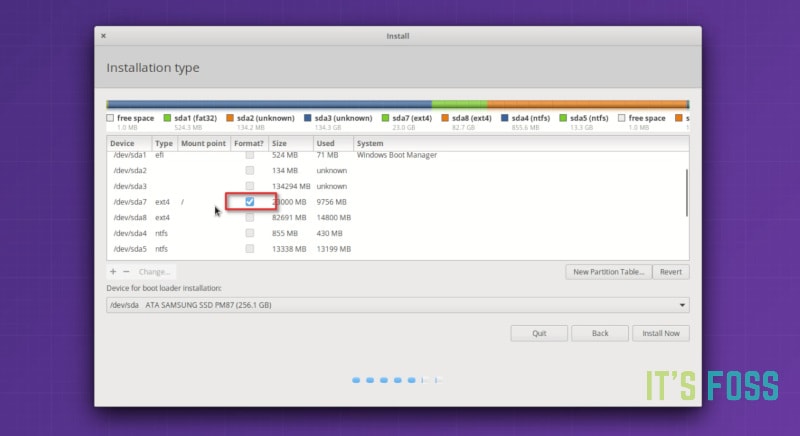 Install
Installation type
free space sda1 (fat32) sda2 (unknown) sda3 (unknown) sda7 (ext4) sda8 (ext4) sda4 (ntfs) sda5 (ntfs) free space s
1.0 MB 524.3 MB 134.2 MB 134.3 GB 23.0 GB 82.7 GB 855.6 MB 13.3 GB 1.0 MB
Device Type Mount point Format? Size Used System
/dev/sda1 efi 524 MB 71 MB Windows Boot Manager
/dev/sda2 134 MB unknown
/dev/sda3 134294 MB unknown
/dev/sda7 ext4 / 23000 MB 9756 MB
/dev/sda8 ext4 82691 MB 14800 MB
/dev/sda4 ntfs 855 MB 430 MB
/dev/sda5 ntfs 13338 MB 13199 MB
+ − Change... New Partition Table... Revert
Device for boot loader installation:
/dev/sda ATA SAMSUNG SSD PM87 (256.1 GB)
Quit Back Install Now
IT'S FOSS